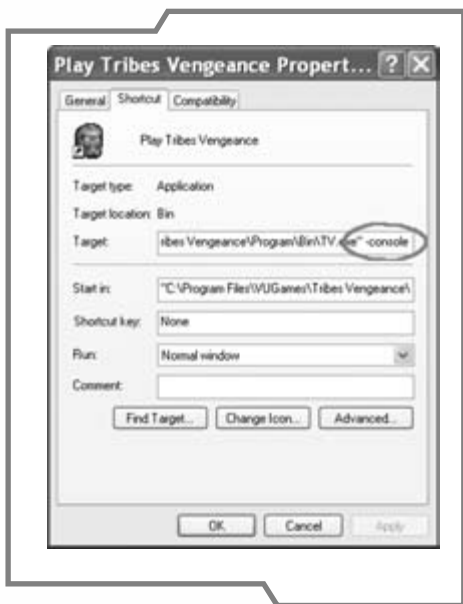 Play Tribes Vengeance Propert... ? X
General Shortcut Compatibility
Play Tribes Vengeance
Target type: Application
Target location: Bin
Target: ribes Vengeance\Program\Bin\TV.exe" -console
Start in: "C:\Program Files\VUGames\Tribes Vengeance\
Shortcut key: None
Run: Normal window
Comment:
Find Target... Change Icon... Advanced...
OK Cancel Apply